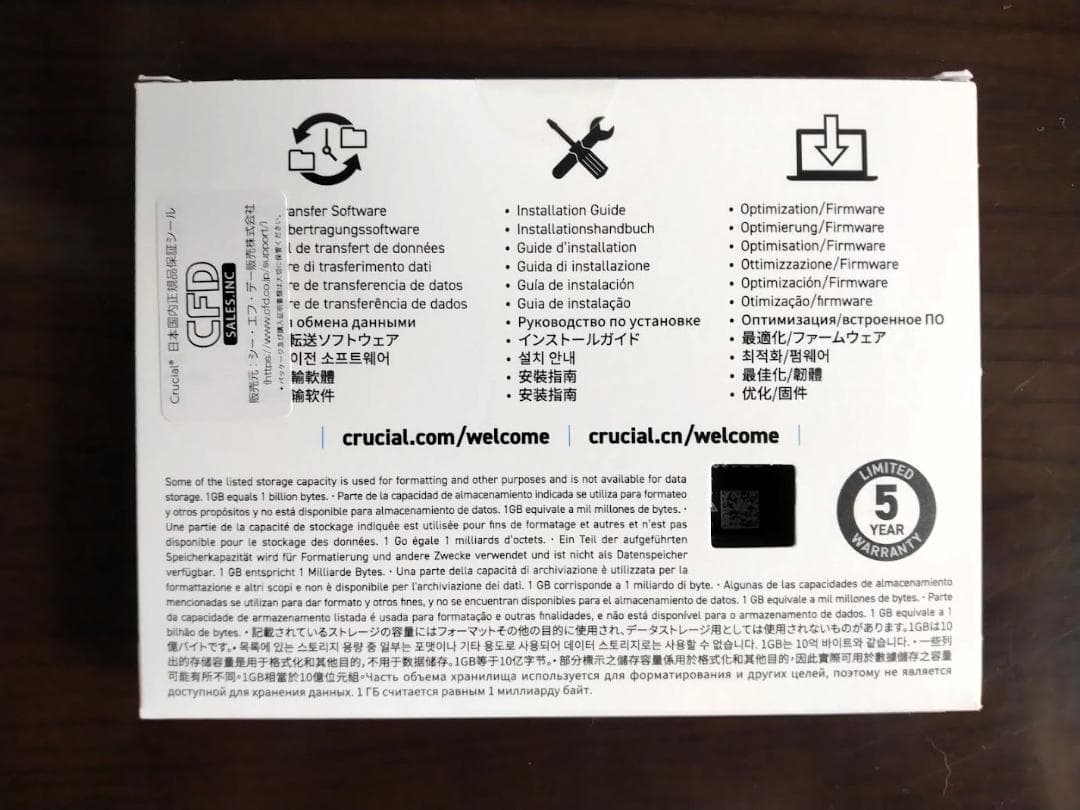 Crucial® 日本国内正規品保証シール
CFD
SALES.INC
販売元：シー・エフ・デー販売株式会社
(https://www.cfd.co.jp/support/)
ansfer Software
bertragungssoftware
l de transfert de données
re di trasferimento dati
re de transferencia de datos
re de transferência de dados
обмена данными
転送ソフトウェア
이전 소프트웨어
輸軟體
输软件
• Installation Guide
• Installationshandbuch
• Guide d'installation
• Guida di installazione
• Guía de instalación
• Guia de instalação
• Руководство по установке
• インストールガイド
• 설치 안내
• 安裝指南
• 安装指南
• Optimization/Firmware
• Optimierung/Firmware
• Optimisation/Firmware
• Ottimizzazione/Firmware
• Optimización/Firmware
• Otimização/firmware
• Оптимизация/встроенное ПО
• 最適化/ファームウェア
• 최적화/펌웨어
• 最佳化/韌體
• 优化/固件
crucial.com/welcome
crucial.cn/welcome
Some of the listed storage capacity is used for formatting and other purposes and is not available for data
storage. 1GB equals 1 billion bytes. · Parte de la capacidad de almacenamiento indicada se utiliza para formateo
y otros propósitos y no está disponible para almacenamiento de datos. 1GB equivale a mil millones de bytes. ·
Une partie de la capacité de stockage indiquée est utilisée pour fins de formatage et autres et n'est pas
disponible pour le stockage des données. 1 Go égale 1 milliards d'octets. · Ein Teil der aufgeführten
Speicherkapazität wird für Formatierung und andere Zwecke verwendet und ist nicht als Datenspeicher
verfügbar. 1 GB entspricht 1 Milliarde Bytes. · Una parte della capacità di archiviazione è utilizzata per la
formattazione e altri scopi e non è disponibile per l'archiviazione dei dati. 1 GB corrisponde a 1 miliardo di byte. · Algunas de las capacidades de almacenamiento
mencionadas se utilizan para dar formato y otros fines, y no se encuentran disponibles para el almacenamiento de datos. 1 GB equivale a mil millones de bytes. · Parte
da capacidade de armazenamento listada é usada para formatação e outras finalidades, e não está disponível para o armazenamento de dados. 1 GB equivale a 1
bilhão de bytes. · 記載されているストレージの容量にはフォーマットその他の目的に使用され、データストレージ用としては使用されないものがあります。1GBは10
億バイトです。· 목록에 있는 스토리지 용량 중 일부는 포맷이나 기타 용도로 사용되어 데이터 스토리지로는 사용할 수 없습니다. 1GB는 10억 바이트와 같습니다. · 一些列
出的存储容量是用于格式化和其他目的，不用于数据储存。1GB等于10亿字节。· 部分標示之儲存容量係用於格式化和其他目的，因此實際可用於數據儲存之容量
可能有所不同。1GB相當於10億位元組。Часть объема хранилища используется для форматирования и других целей, поэтому не является
доступной для хранения данных. 1 ГБ считается равным 1 миллиарду байт.
LIMITED
5
YEAR
WARRANTY